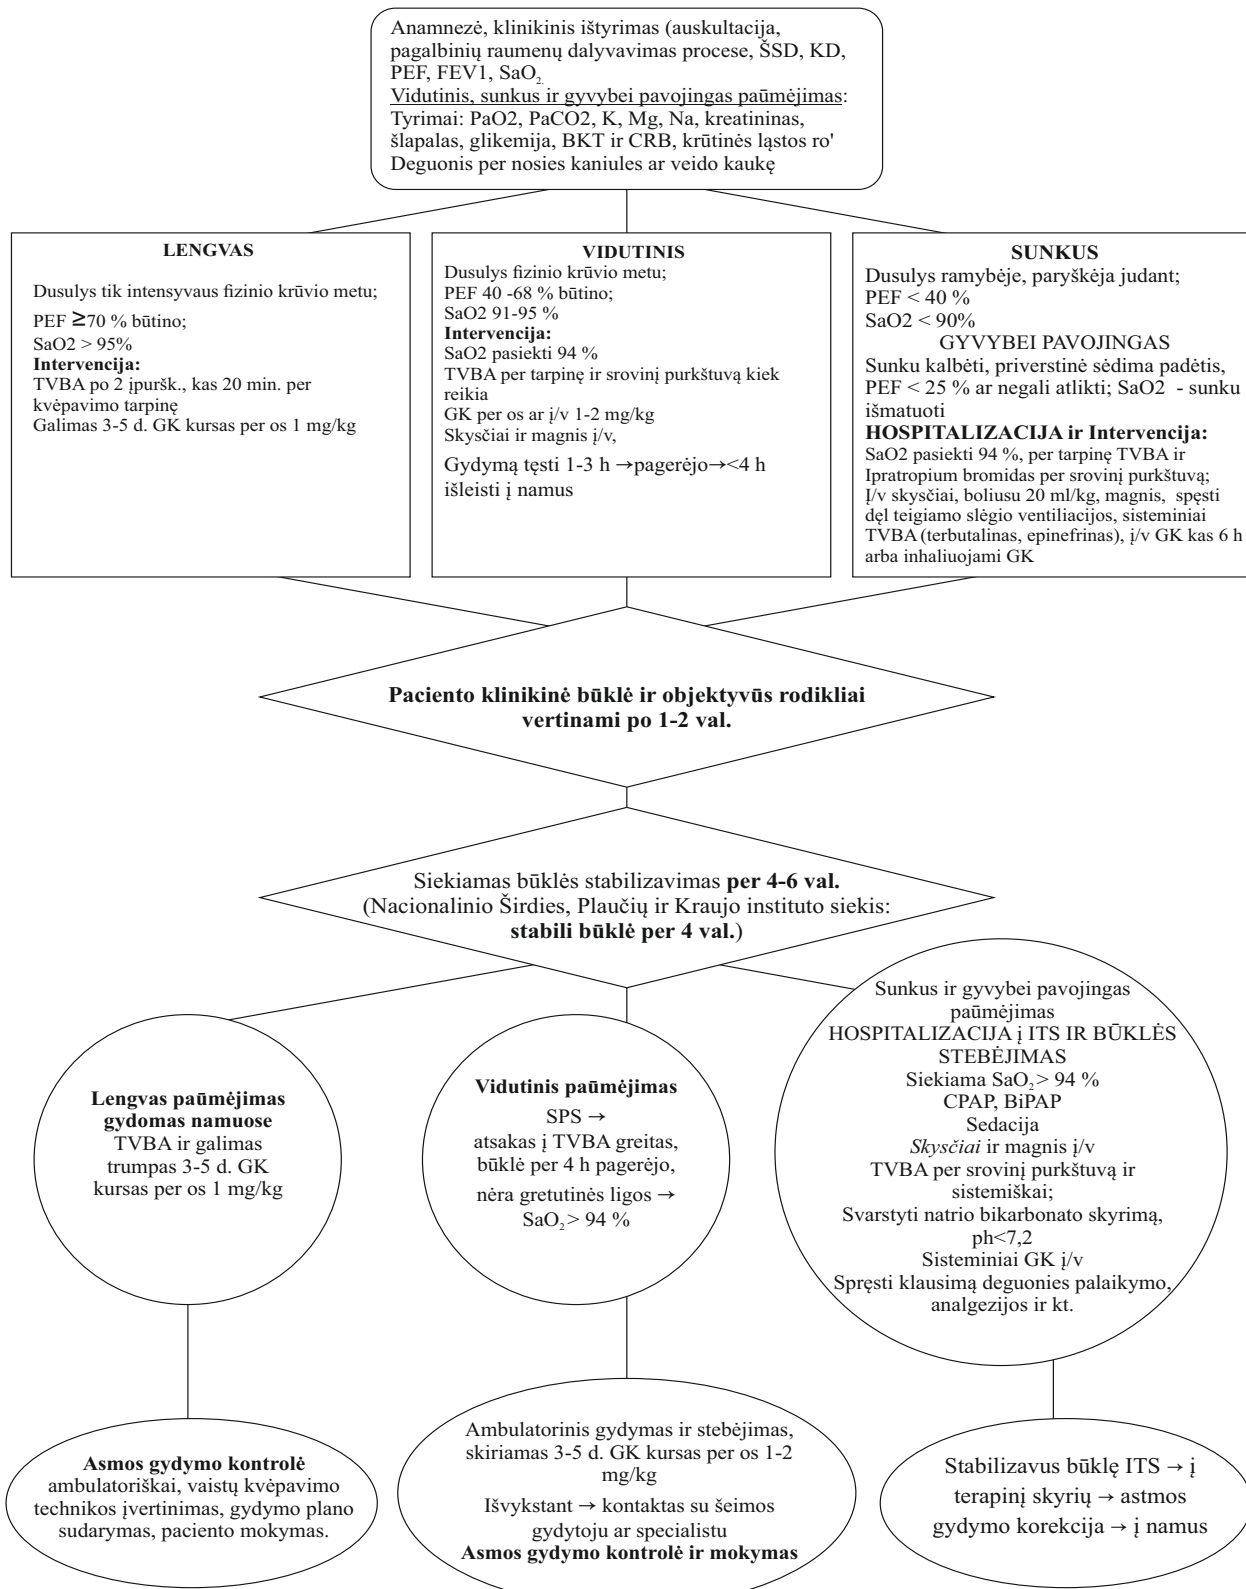 Anamnezė, klinikinis ištyrimas (auskultacija,
pagalbinių raumenų dalyvavimas procese, ŠSD, KD,
PEF, FEV1, SaO₂.
Vidutinis, sunkus ir gyvybei pavojingas paūmėjimas:
Tyrimai: PaO2, PaCO2, K, Mg, Na, kreatininas,
šlapalas, glikemija, BKT ir CRB, krūtinės ląstos ro'
Deguonis per nosies kaniules ar veido kaukę
LENGVAS
Dusulys tik intensyvaus fizinio krūvio metu;
PEF ≥70 % būtino;
SaO2 > 95%
Intervencija:
TVBA po 2 įpuršk., kas 20 min. per
kvėpavimo tarpinę
Galimas 3-5 d. GK kursas per os 1 mg/kg
VIDUTINIS
Dusulys fizinio krūvio metu;
PEF 40 -68 % būtino;
SaO2 91-95 %
Intervencija:
SaO2 pasiekti 94 %
TVBA per tarpinę ir srovinį purkštuvą kiek
reikia
GK per os ar į/v 1-2 mg/kg
Skysčiai ir magnis į/v,
Gydymą tęsti 1-3 h →pagerėjo→<4 h
išleisti į namus
SUNKUS
Dusulys ramybėje, paryškėja judant;
PEF < 40 %
SaO2 < 90%
GYVYBEI PAVOJINGAS
Sunku kalbėti, priverstinė sėdima padėtis,
PEF < 25 % ar negali atlikti; SaO2 - sunku
išmatuoti
HOSPITALIZACIJA ir Intervencija:
SaO2 pasiekti 94 %, per tarpinę TVBA ir
Ipratropium bromidas per srovinį purkštuvą;
Į/v skysčiai, boliusu 20 ml/kg, magnis, spęsti
dęl teigiamo slėgio ventiliacijos, sisteminiai
TVBA (terbutalinas, epinefrinas), į/v GK kas 6 h
arba inhaliuojami GK
Paciento klinikinė būklė ir objektyvūs rodikliai
vertinami po 1-2 val.
Siekiamas būklės stabilizavimas per 4-6 val.
(Nacionalinio Širdies, Plaučių ir Kraujo instituto siekis:
stabili būklė per 4 val.)
Lengvas paūmėjimas
gydomas namuose
TVBA ir galimas
trumpas 3-5 d. GK
kursas per os 1 mg/kg
Vidutinis paūmėjimas
SPS →
atsakas į TVBA greitas,
būklė per 4 h pagerėjo,
nėra gretutinės ligos →
SaO₂ > 94 %
Sunkus ir gyvybei pavojingas
paūmėjimas
HOSPITALIZACIJA į ITS IR BŪKLĖS
STEBĖJIMAS
Siekiama SaO₂ > 94 %
CPAP, BiPAP
Sedacija
Skysčiai ir magnis į/v
TVBA per srovinį purkštuvą ir
sistemiškai;
Svarstyti natrio bikarbonato skyrimą,
ph<7,2
Sisteminiai GK į/v
Spręsti klausimą deguonies palaikymo,
analgezijos ir kt.
Asmos gydymo kontrolė
ambulatoriškai, vaistų kvėpavimo
technikos įvertinimas, gydymo plano
sudarymas, paciento mokymas.
Ambulatorinis gydymas ir stebėjimas,
skiriamas 3-5 d. GK kursas per os 1-2
mg/kg
Išvykstant → kontaktas su šeimos
gydytoju ar specialistu
Asmos gydymo kontrolė ir mokymas
Stabilizavus būklę ITS → į
terapinį skyrių → astmos
gydymo korekcija → į namus